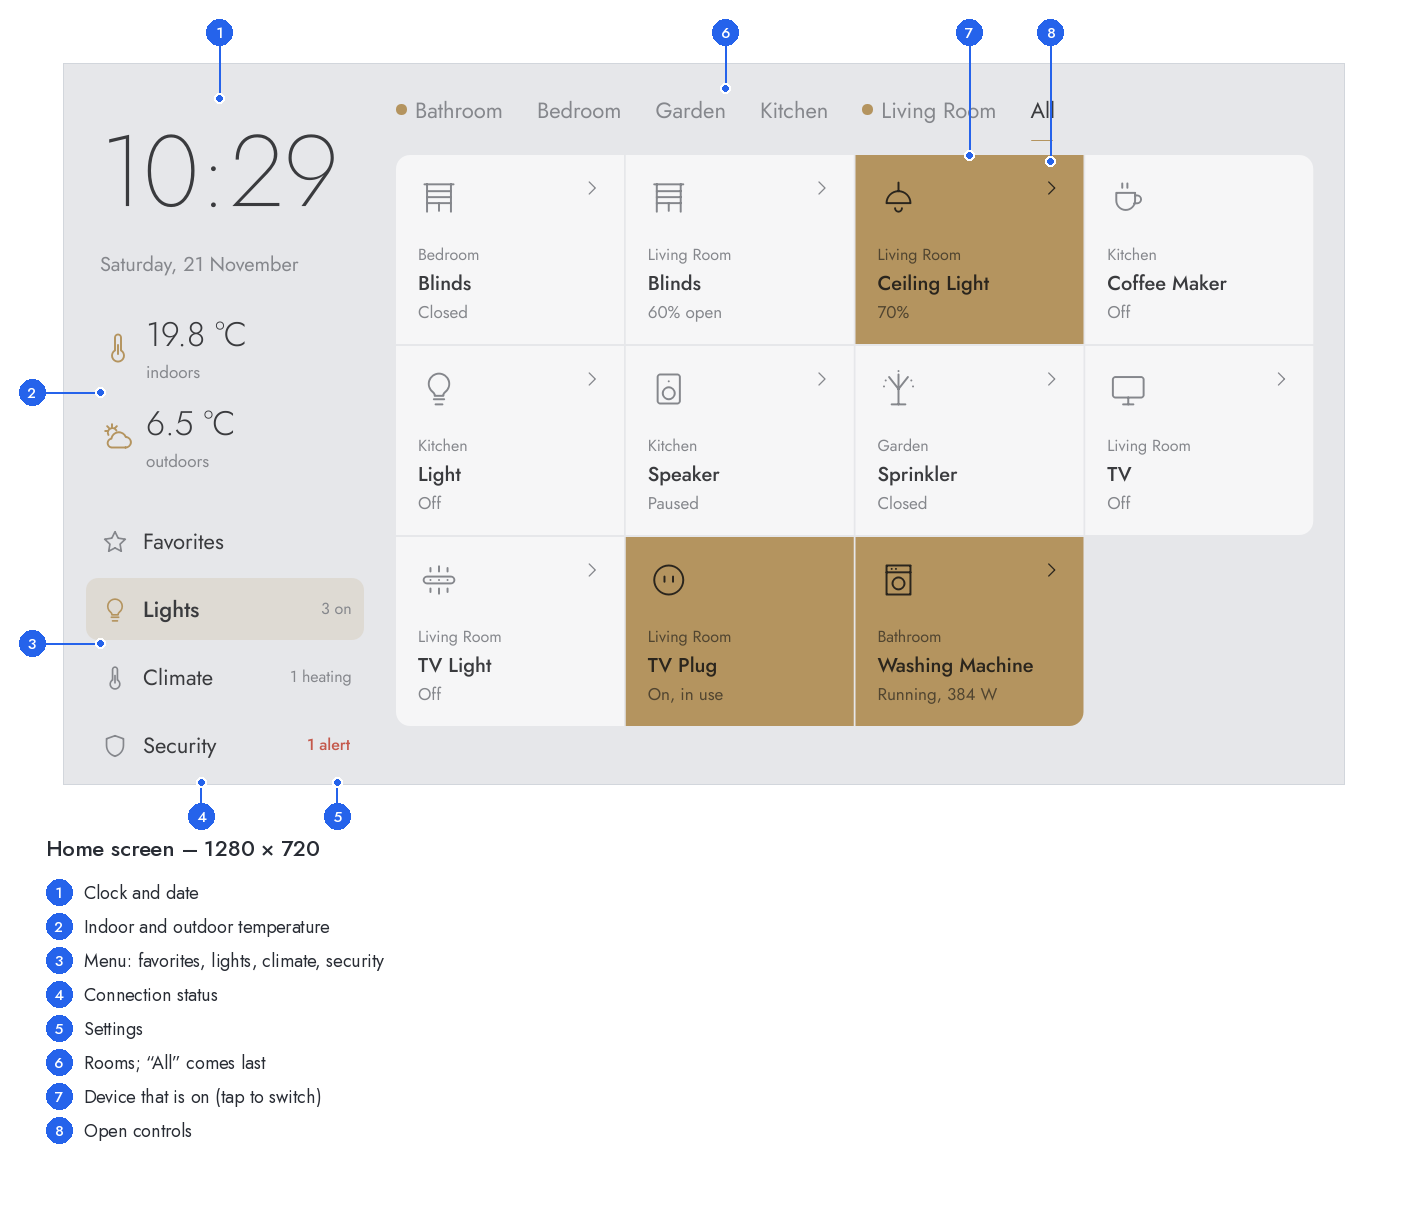 1
6
7
8
Bathroom Bedroom Garden Kitchen Living Room All
10:29
Saturday, 21 November
19.8 °C
indoors
2
6.5 °C
outdoors
Favorites
Lights 3 on
3
Climate 1 heating
Security 1 alert
Bedroom
Blinds
Closed
Living Room
Blinds
60% open
Living Room
Ceiling Light
70%
Kitchen
Coffee Maker
Off
Kitchen
Light
Off
Kitchen
Speaker
Paused
Garden
Sprinkler
Closed
Living Room
TV
Off
Living Room
TV Light
Off
Living Room
TV Plug
On, in use
Bathroom
Washing Machine
Running, 384 W
4
5
Home screen – 1280 × 720
1 Clock and date
2 Indoor and outdoor temperature
3 Menu: favorites, lights, climate, security
4 Connection status
5 Settings
6 Rooms; “All” comes last
7 Device that is on (tap to switch)
8 Open controls